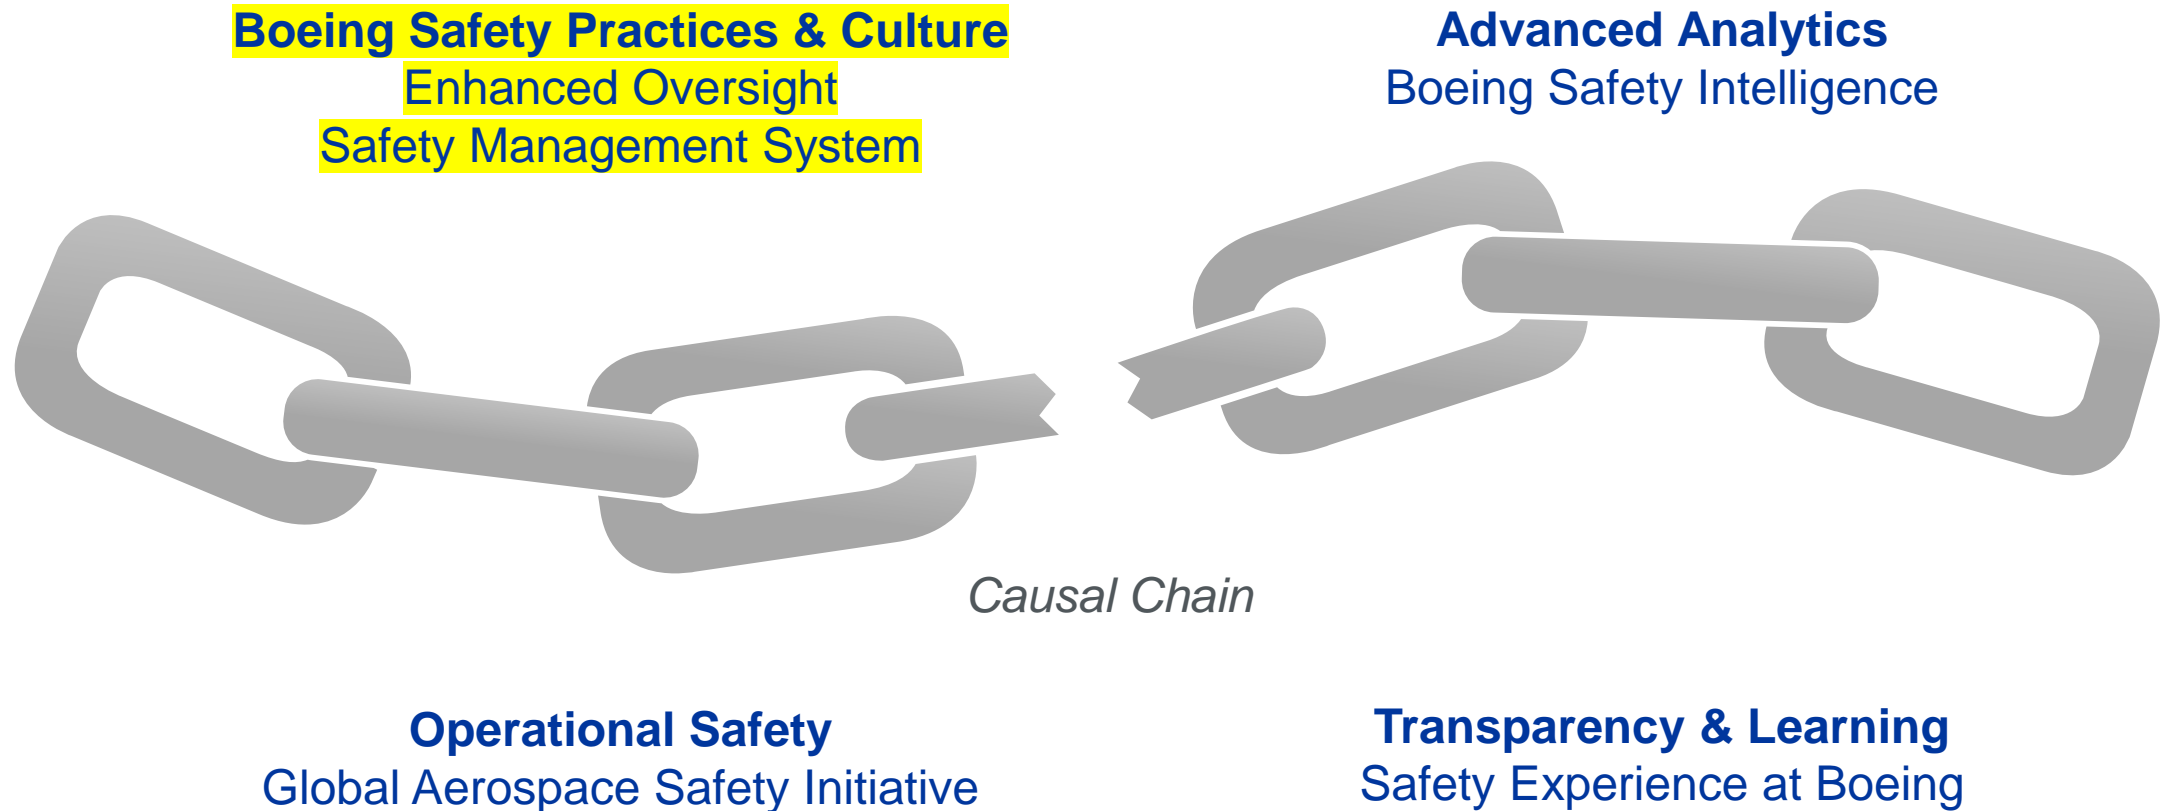 Boeing Safety Practices & Culture
Enhanced Oversight
Safety Management System
Advanced Analytics
Boeing Safety Intelligence
Causal Chain
Operational Safety
Global Aerospace Safety Initiative
Transparency & Learning
Safety Experience at Boeing